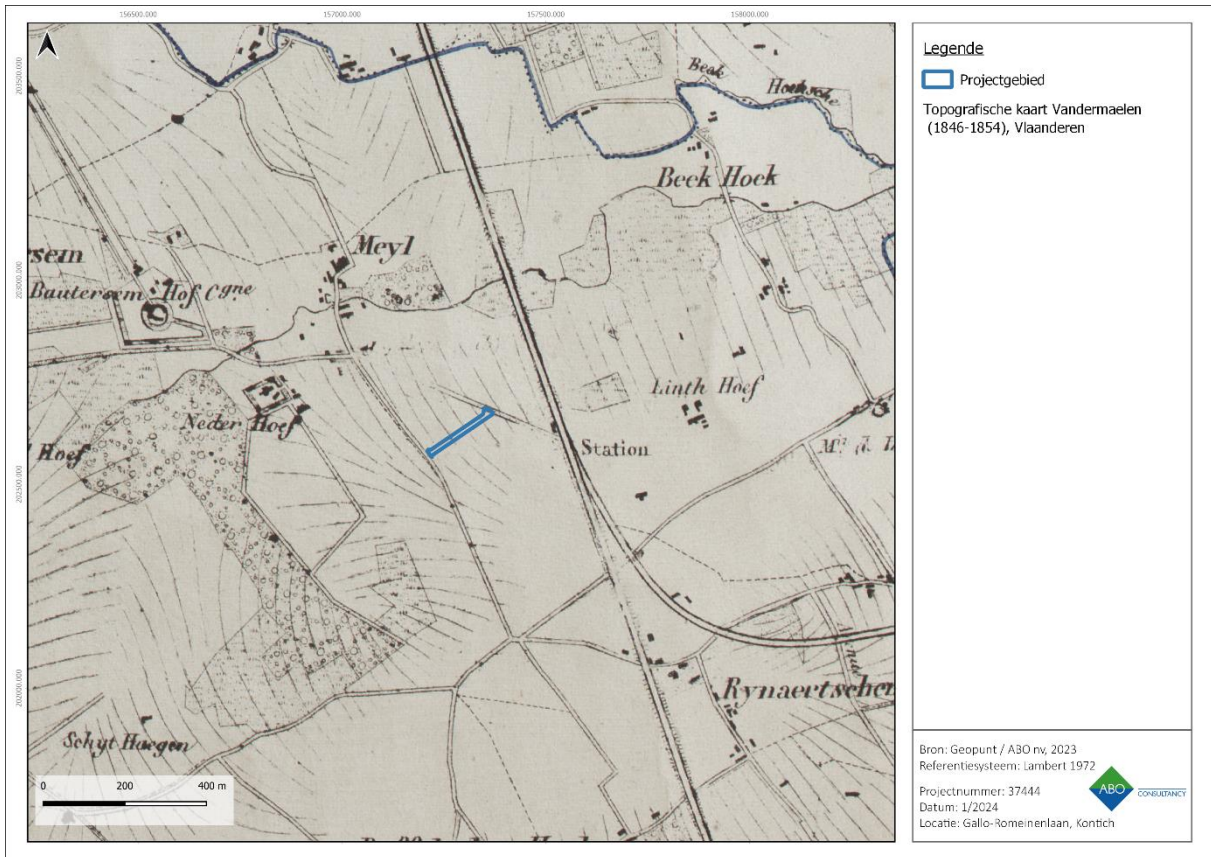 156500.000
157000.000
157500.000
158000.000
203500.000
203000.000
202500.000
202000.000
Beek
Houtsche
Beek Hoek
Meyl
sem
Bautersem Hof Cgne
Linth Hoef
Neder Hoef
Hoef
Station
Rynaertschen
Schyt Haegen
0 200 400 m
Legende
Projectgebied
Topografische kaart Vandermaelen
(1846-1854), Vlaanderen
Bron: Geopunt / ABO nv, 2023
Referentiesysteem: Lambert 1972
Projectnummer: 37444
Datum: 1/2024
Locatie: Gallo-Romeinenlaan, Kontich
ABO
CONSULTANCY